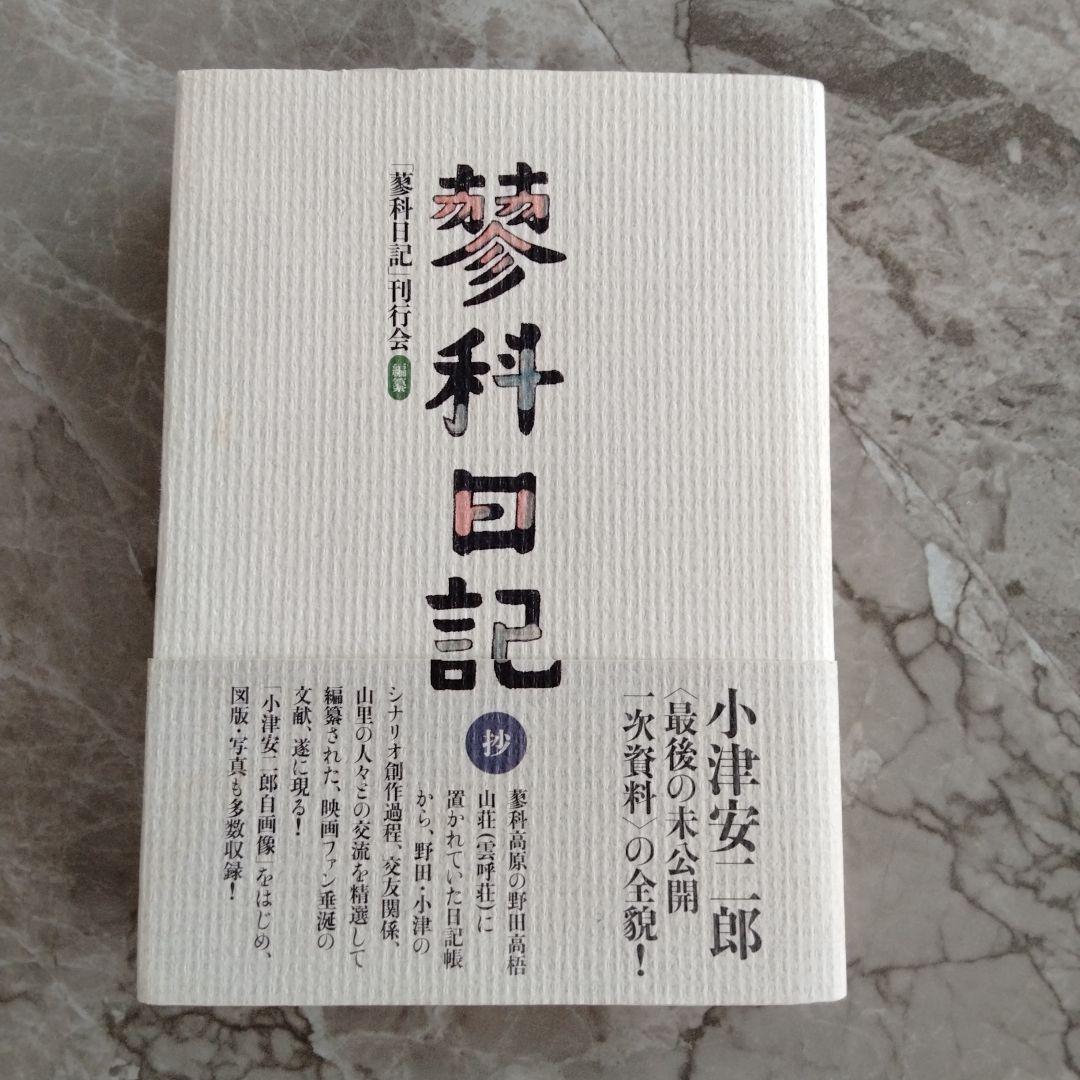 蓼科日記
抄
「蓼科日記」刊行会
編纂
小津安二郎
〈最後の未公開
一次資料〉の全貌！
蓼科高原の野田高梧
山荘(雲呼荘)に
置かれていた日記帳
から、野田・小津の
シナリオ創作過程、交友関係、
山里の人々との交流を精選して
編纂された、映画ファン垂涎の
文献、遂に現る！
「小津安二郎自画像」をはじめ、
図版・写真も多数収録！